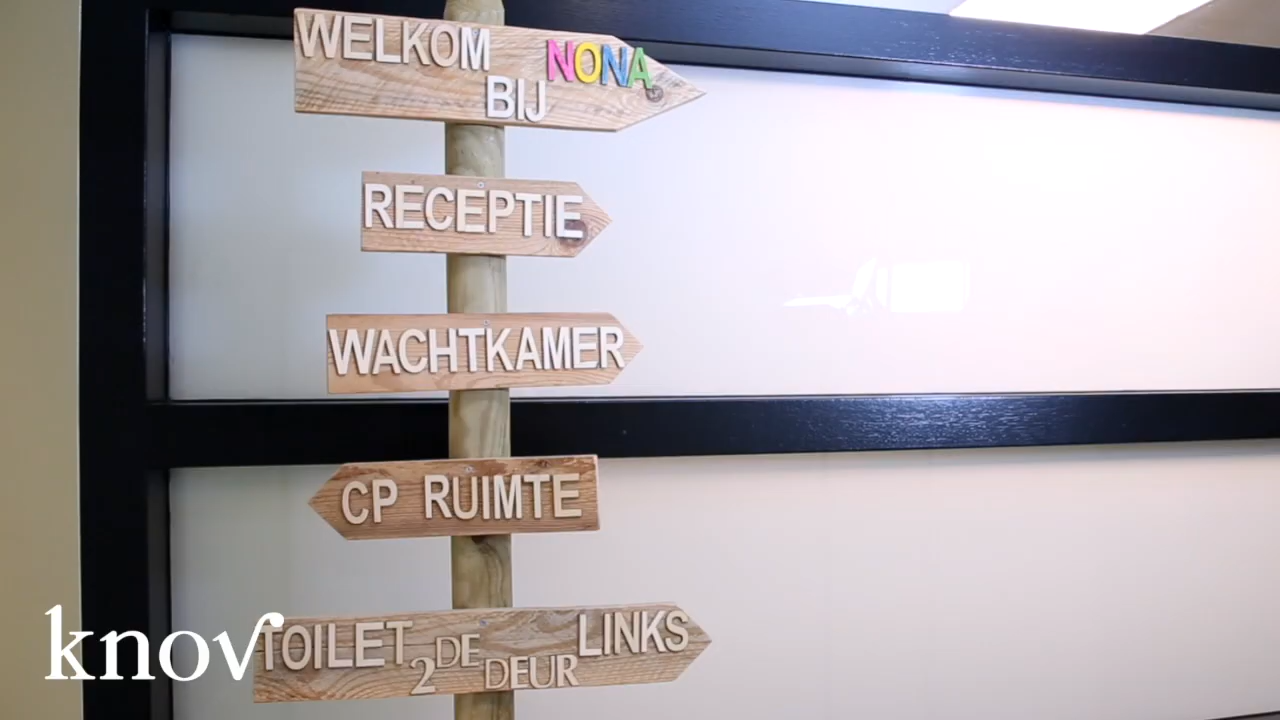 WELKOM BIJ NONA
RECEPTIE
WACHTKAMER
CP RUIMTE
TOILET 2DE DEUR LINKS
knov